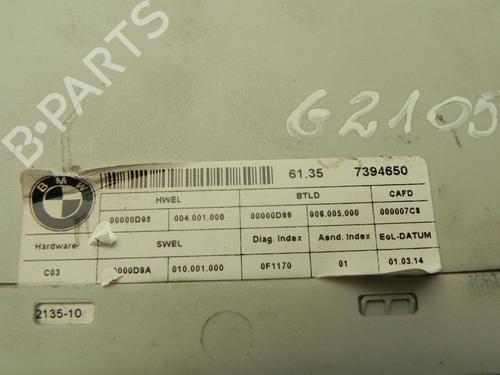 B-PARTS
G2105
BMW
61.35 7394650
HWEL BTLD CAFD
00000D98 004.001.000 00000D99 906.005.000 000007C8
Hardware SWEL Diag. Index Aend. Index EoL-DATUM
C03 0000D9A 010.001.000 0F1170 01 01.03.14
2135-10